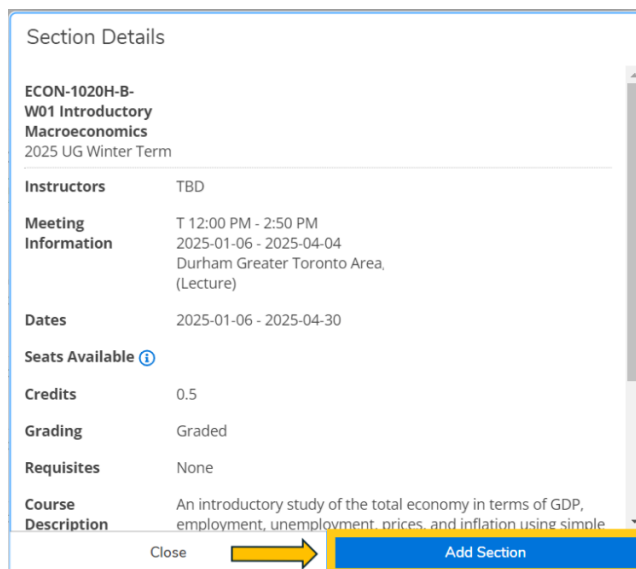 Section Details
ECON-1020H-B-
W01 Introductory
Macroeconomics
2025 UG Winter Term
Instructors TBD
Meeting Information T 12:00 PM - 2:50 PM
2025-01-06 - 2025-04-04
Durham Greater Toronto Area,
(Lecture)
Dates 2025-01-06 - 2025-04-30
Seats Available
Credits 0.5
Grading Graded
Requisites None
Course Description An introductory study of the total economy in terms of GDP,
employment, unemployment, prices, and inflation using simple
Close Add Section